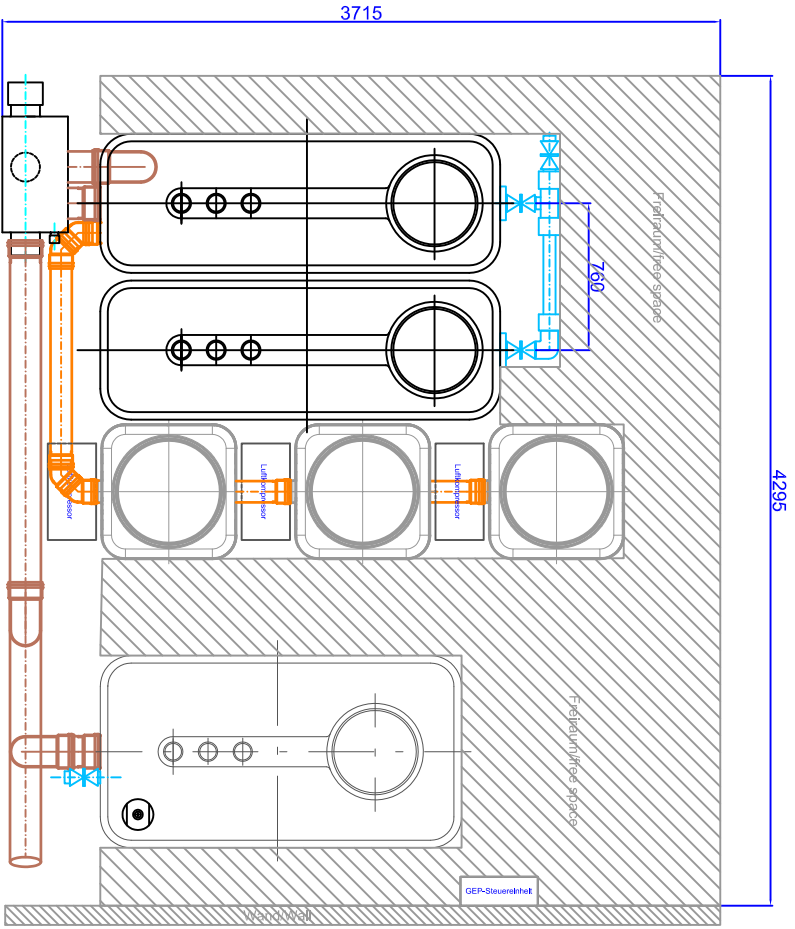 3715
Freiraum/free space
760
4295
Luftkompressor
Luftkompressor
Freiraum/free space
GEP-Steuereinheit
Wand/Wall